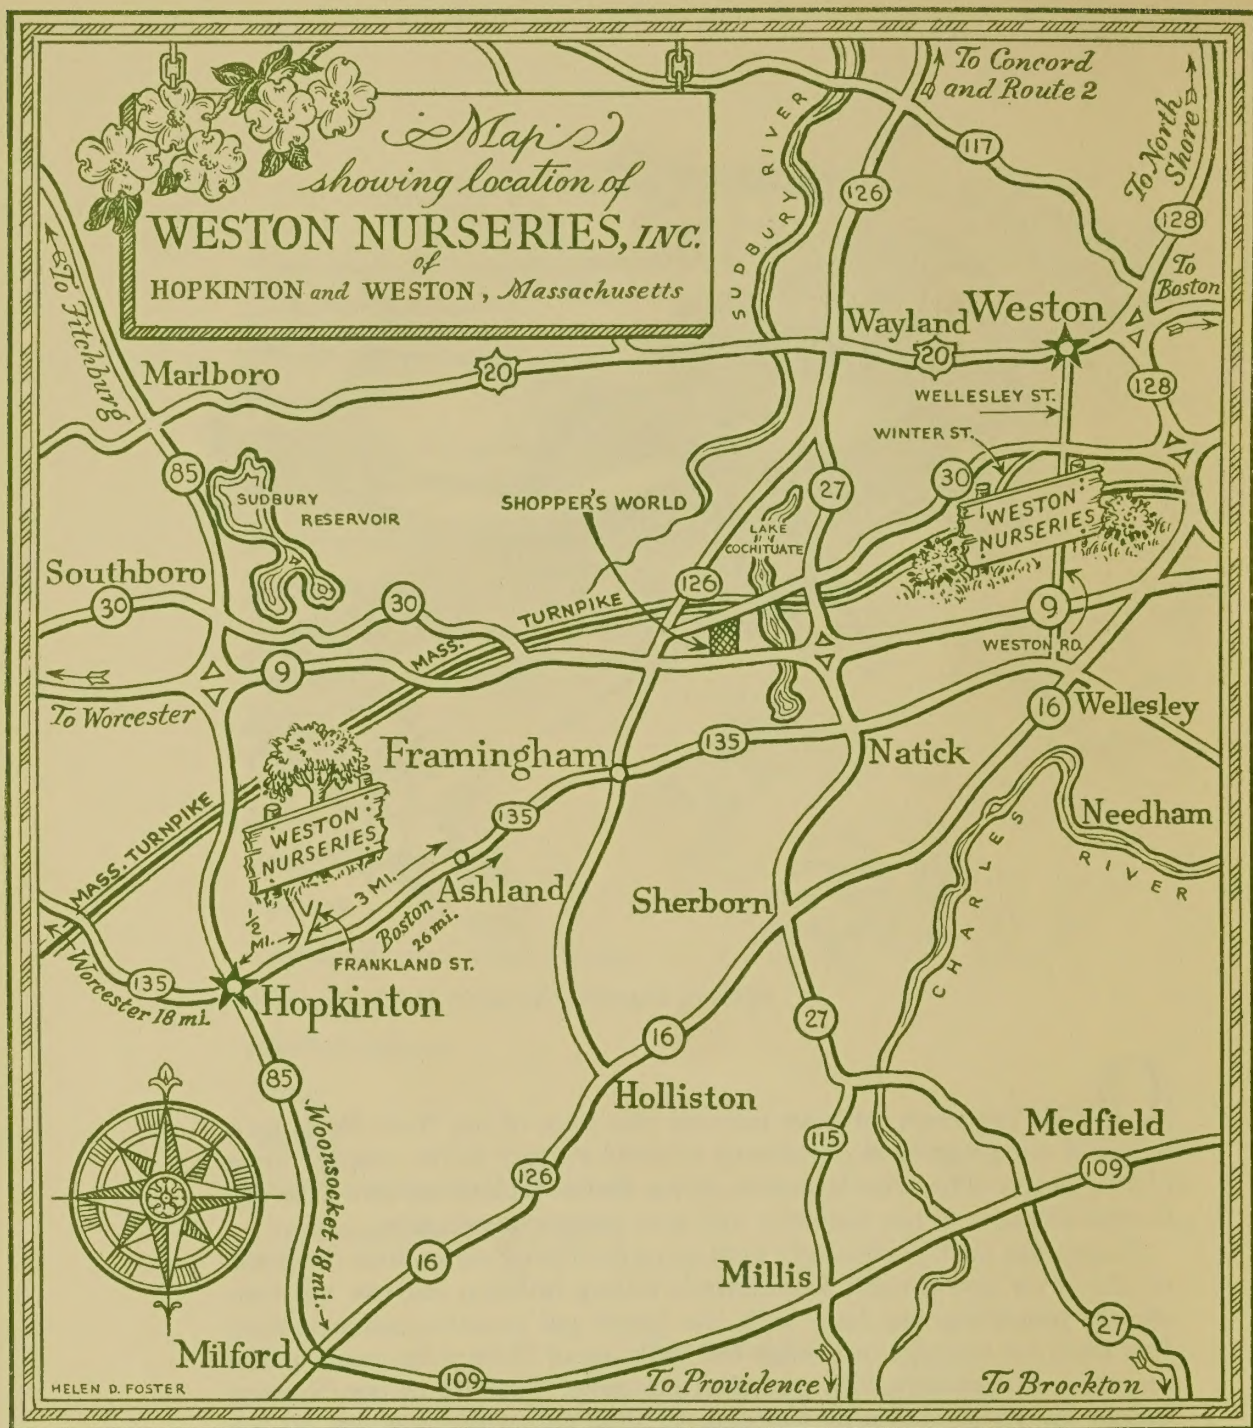 Map
showing location of
WESTON NURSERIES, INC.
of
HOPKINTON and WESTON, Massachusetts
To Concord
and Route 2
To North
Shore
117
126
128
SUDBURY RIVER
To
Boston
To Fitchburg
Wayland
Weston
20
20
Marlboro
128
WELLESLEY ST.
WINTER ST.
85
30
27
SUDBURY
RESERVOIR
SHOPPER'S WORLD
LAKE
COCHITUATE
WESTON
NURSERIES
Southboro
30
30
126
9
MASS. TURNPIKE
WESTON RD.
9
To Worcester
16
Wellesley
Framingham
135
Natick
MASS. TURNPIKE
WESTON
NURSERIES
135
Needham
CHARLES RIVER
3 MI.
Ashland
Sherborn
1/2
MI.
Boston
26 mi.
FRANKLAND ST.
135
Worcester 18 mi.
Hopkinton
16
27
85
Holliston
Woonsocket 18 mi.
115
Medfield
109
126
16
Millis
Milford
27
109
To Providence
To Brockton
HELEN D. FOSTER